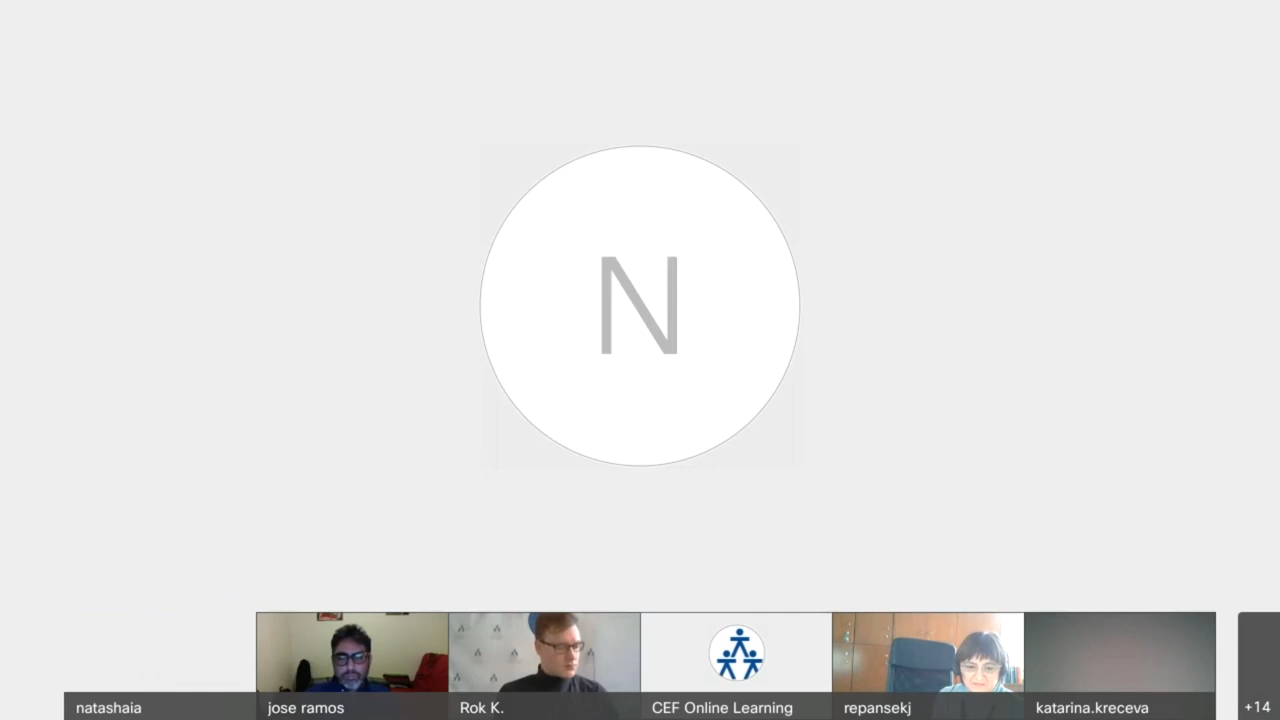 N
natashaia
jose ramos
Rok K.
CEF Online Learning
repansekj
katarina.kreceva
+14